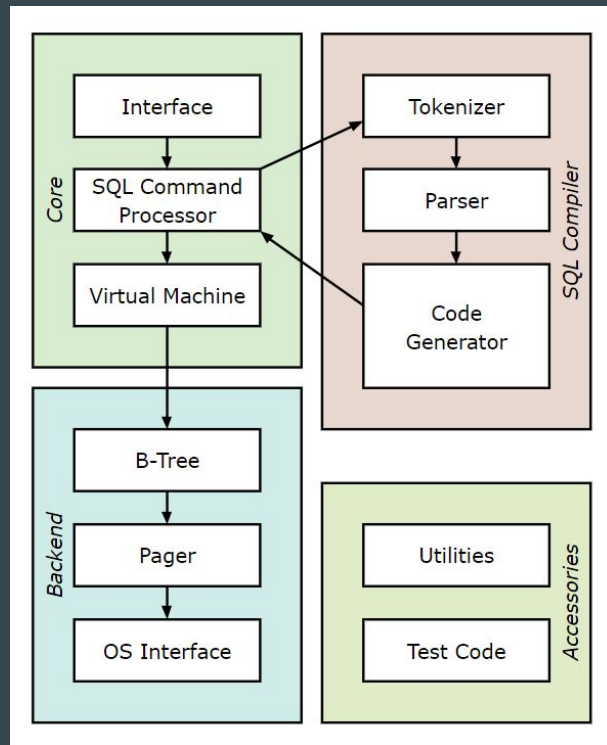 Core
Interface
SQL Command
Processor
Virtual Machine
SQL Compiler
Tokenizer
Parser
Code
Generator
Backend
B-Tree
Pager
OS Interface
Accessories
Utilities
Test Code